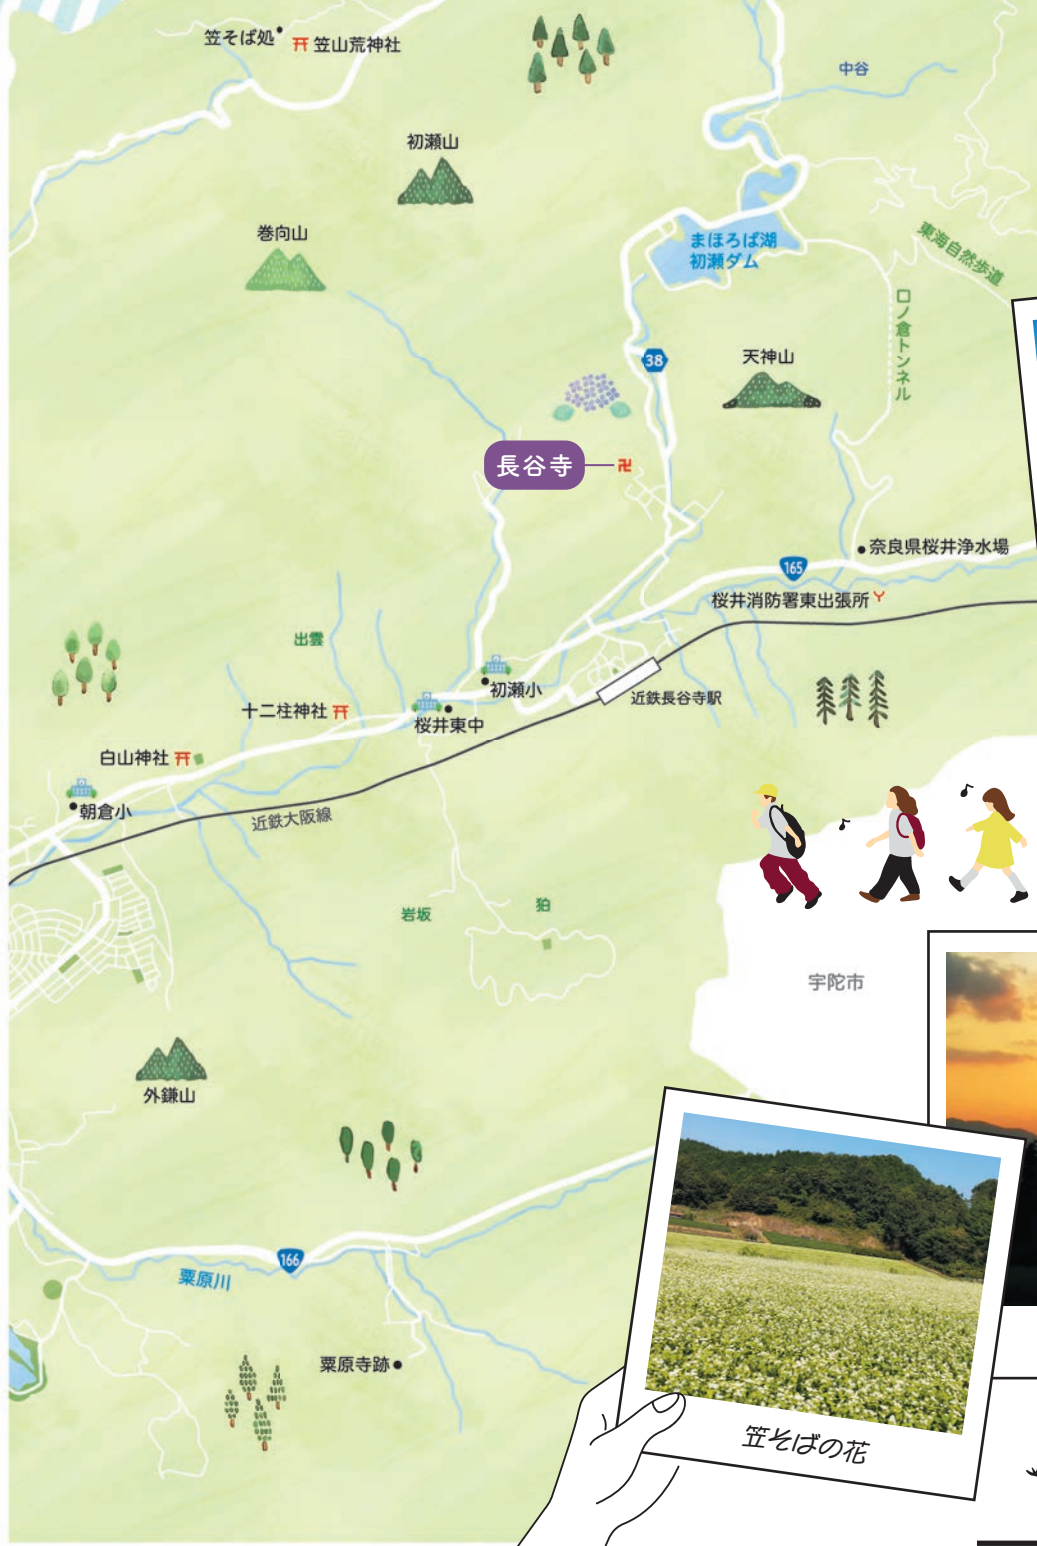 笠そば処
笠山荒神社
中谷
初瀬山
巻向山
まほろば湖
初瀬ダム
東海自然歩道
口ノ倉トンネル
38
天神山
長谷寺
卍
奈良県桜井浄水場
165
桜井消防署東出張所
出雲
初瀬小
近鉄長谷寺駅
十二柱神社
桜井東中
白山神社
朝倉小
近鉄大阪線
岩坂
狛
宇陀市
外鎌山
166
粟原川
粟原寺跡
笠そばの花